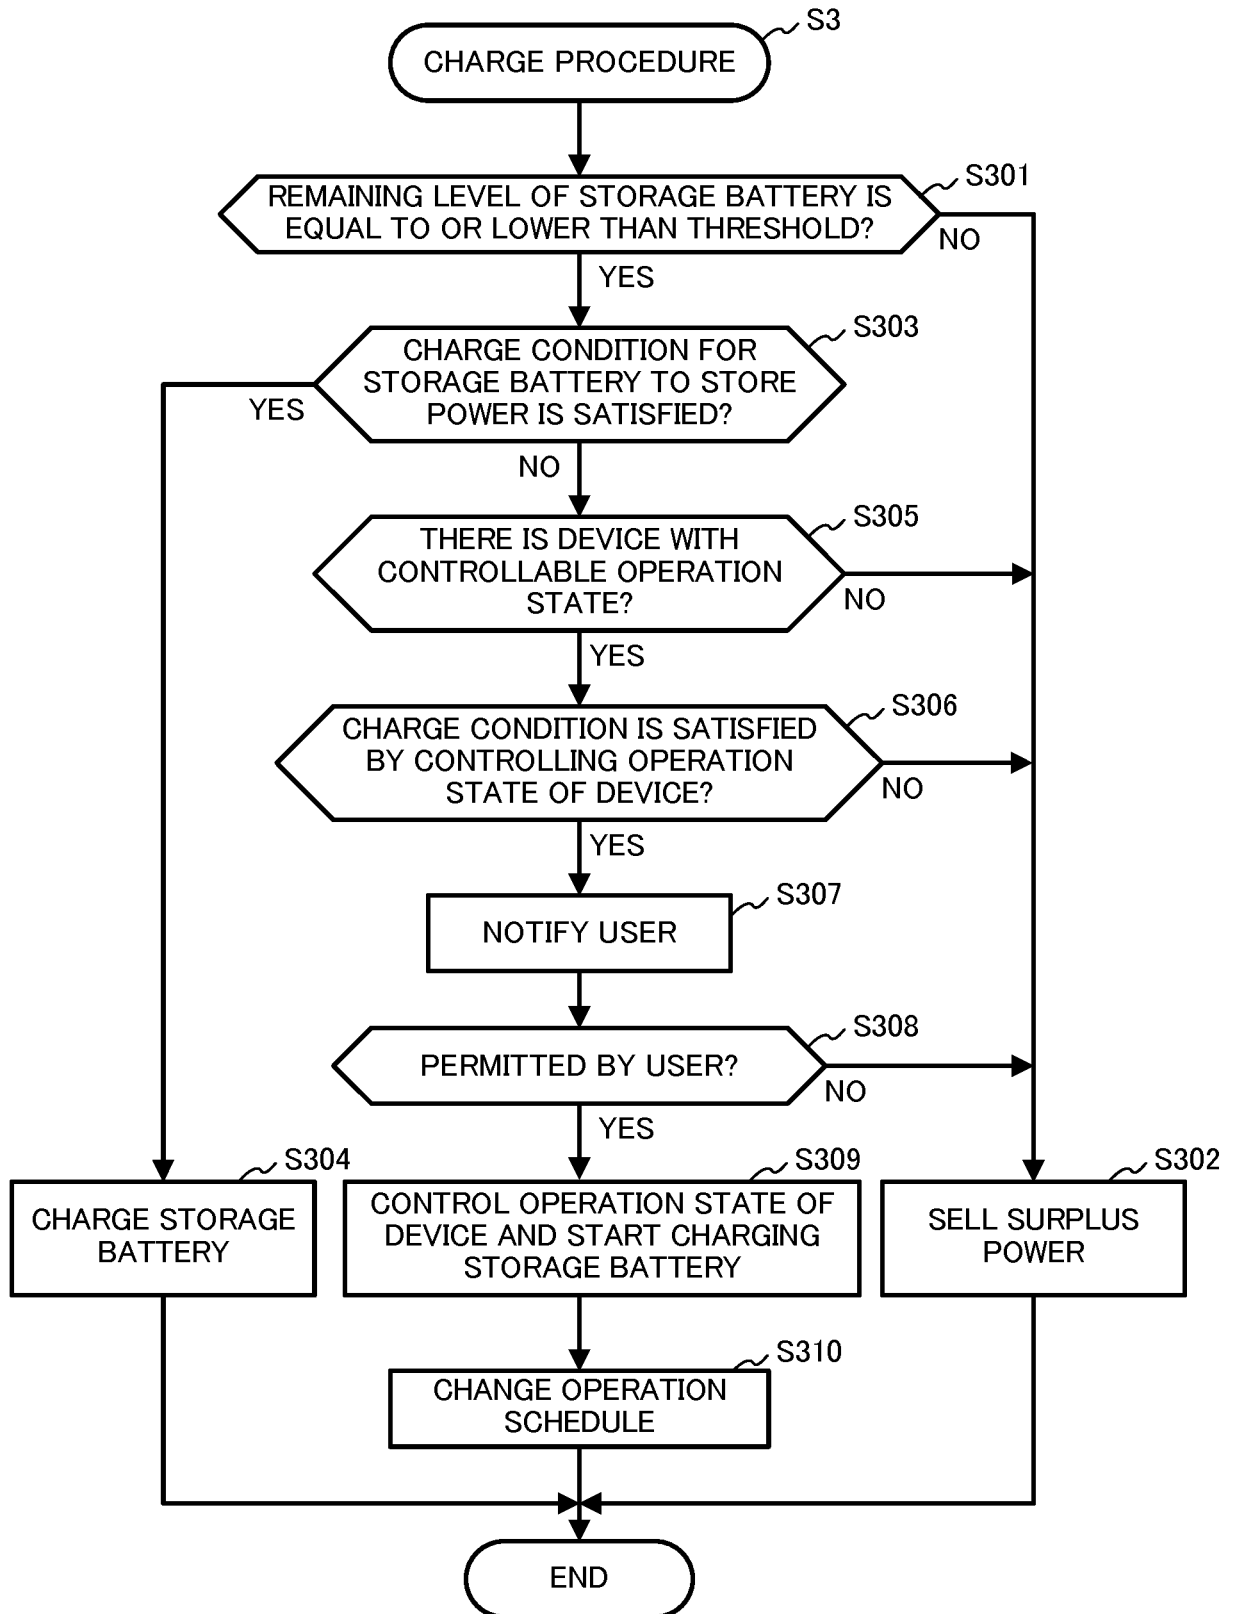 S3
CHARGE PROCEDURE
S301
REMAINING LEVEL OF STORAGE BATTERY IS
EQUAL TO OR LOWER THAN THRESHOLD?
NO
YES
S303
CHARGE CONDITION FOR
STORAGE BATTERY TO STORE
POWER IS SATISFIED?
YES
NO
S305
THERE IS DEVICE WITH
CONTROLLABLE OPERATION
STATE?
NO
YES
S306
CHARGE CONDITION IS SATISFIED
BY CONTROLLING OPERATION
STATE OF DEVICE?
NO
YES
S307
NOTIFY USER
S308
PERMITTED BY USER?
NO
YES
S304
CHARGE STORAGE
BATTERY
S309
CONTROL OPERATION STATE OF
DEVICE AND START CHARGING
STORAGE BATTERY
S302
SELL SURPLUS
POWER
S310
CHANGE OPERATION
SCHEDULE
END